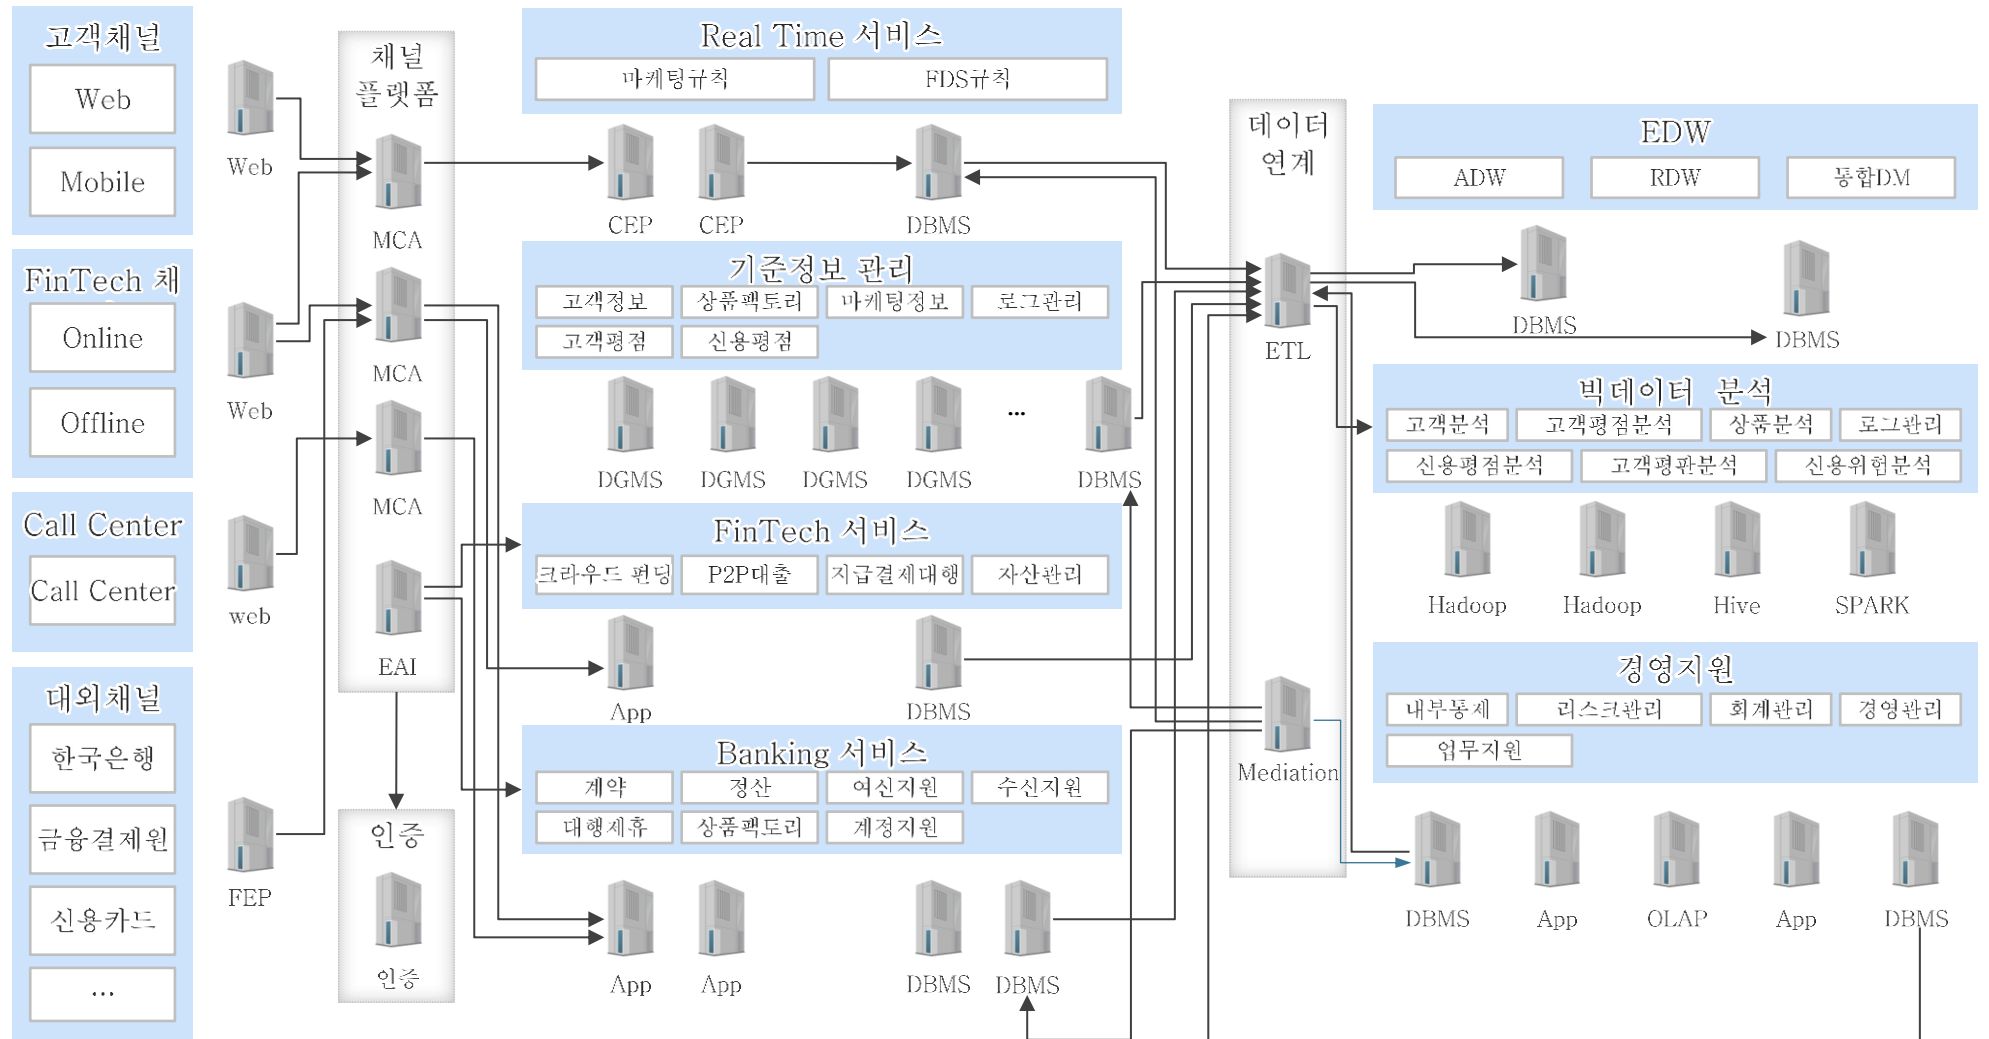 고객채널
Web
Mobile
FinTech 채
Online
Offline
Call Center
Call Center
대외채널
한국은행
금융결제원
신용카드
...
Web
Web
web
FEP
채널
플랫폼
MCA
MCA
MCA
EAI
인증
인증
Real Time 서비스
마케팅규칙
FDS규칙
CEP
CEP
DBMS
기준정보 관리
고객정보
상품팩토리
마케팅정보
로그관리
고객평점
신용평점
DGMS
DGMS
DGMS
DGMS
...
DBMS
FinTech 서비스
크라우드 펀딩
P2P대출
지급결제대행
자산관리
App
DBMS
Banking 서비스
계약
정산
여신지원
수신지원
대행제휴
상품팩토리
계정지원
App
App
DBMS
DBMS
데이터
연계
ETL
Mediation
EDW
ADW
RDW
통합DM
DBMS
DBMS
빅데이터 분석
고객분석
고객평점분석
상품분석
로그관리
신용평점분석
고객평판분석
신용위험분석
Hadoop
Hadoop
Hive
SPARK
경영지원
내부통제
리스크관리
회계관리
경영관리
업무지원
DBMS
App
OLAP
App
DBMS